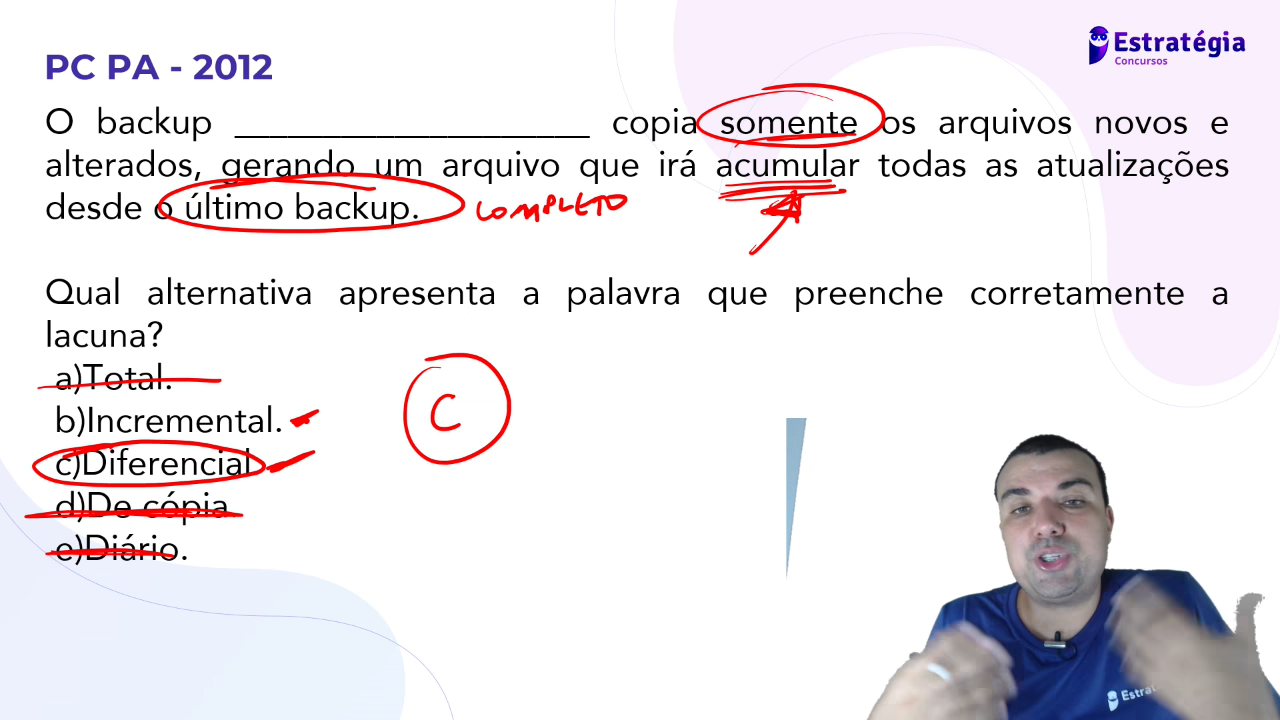 Estratégia
Concursos
PC PA - 2012
O backup ____________________ copia somente os arquivos novos e
alterados, gerando um arquivo que irá acumular todas as atualizações
desde o último backup. COMPLETO
Qual alternativa apresenta a palavra que preenche corretamente a
lacuna?
a)Total.
b)Incremental.
c)Diferencial
d)De cópia.
e)Diário.
C